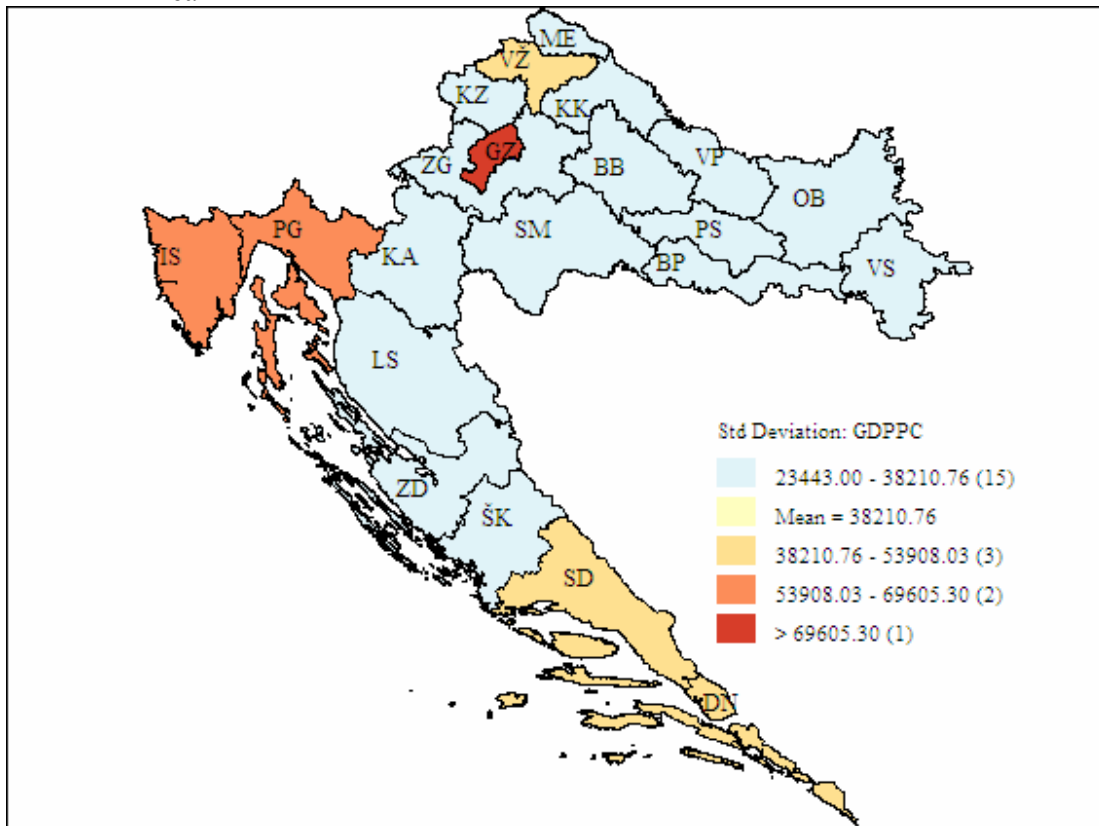 ME
VŽ
KZ
KK
GZ
ZG
BB
VP
OB
PG
IS
KA
SM
PS
BP
VS
LS
Std Deviation: GDPPC
23443.00 - 38210.76 (15)
Mean = 38210.76
38210.76 - 53908.03 (3)
53908.03 - 69605.30 (2)
> 69605.30 (1)
ZD
ŠK
SD
DN